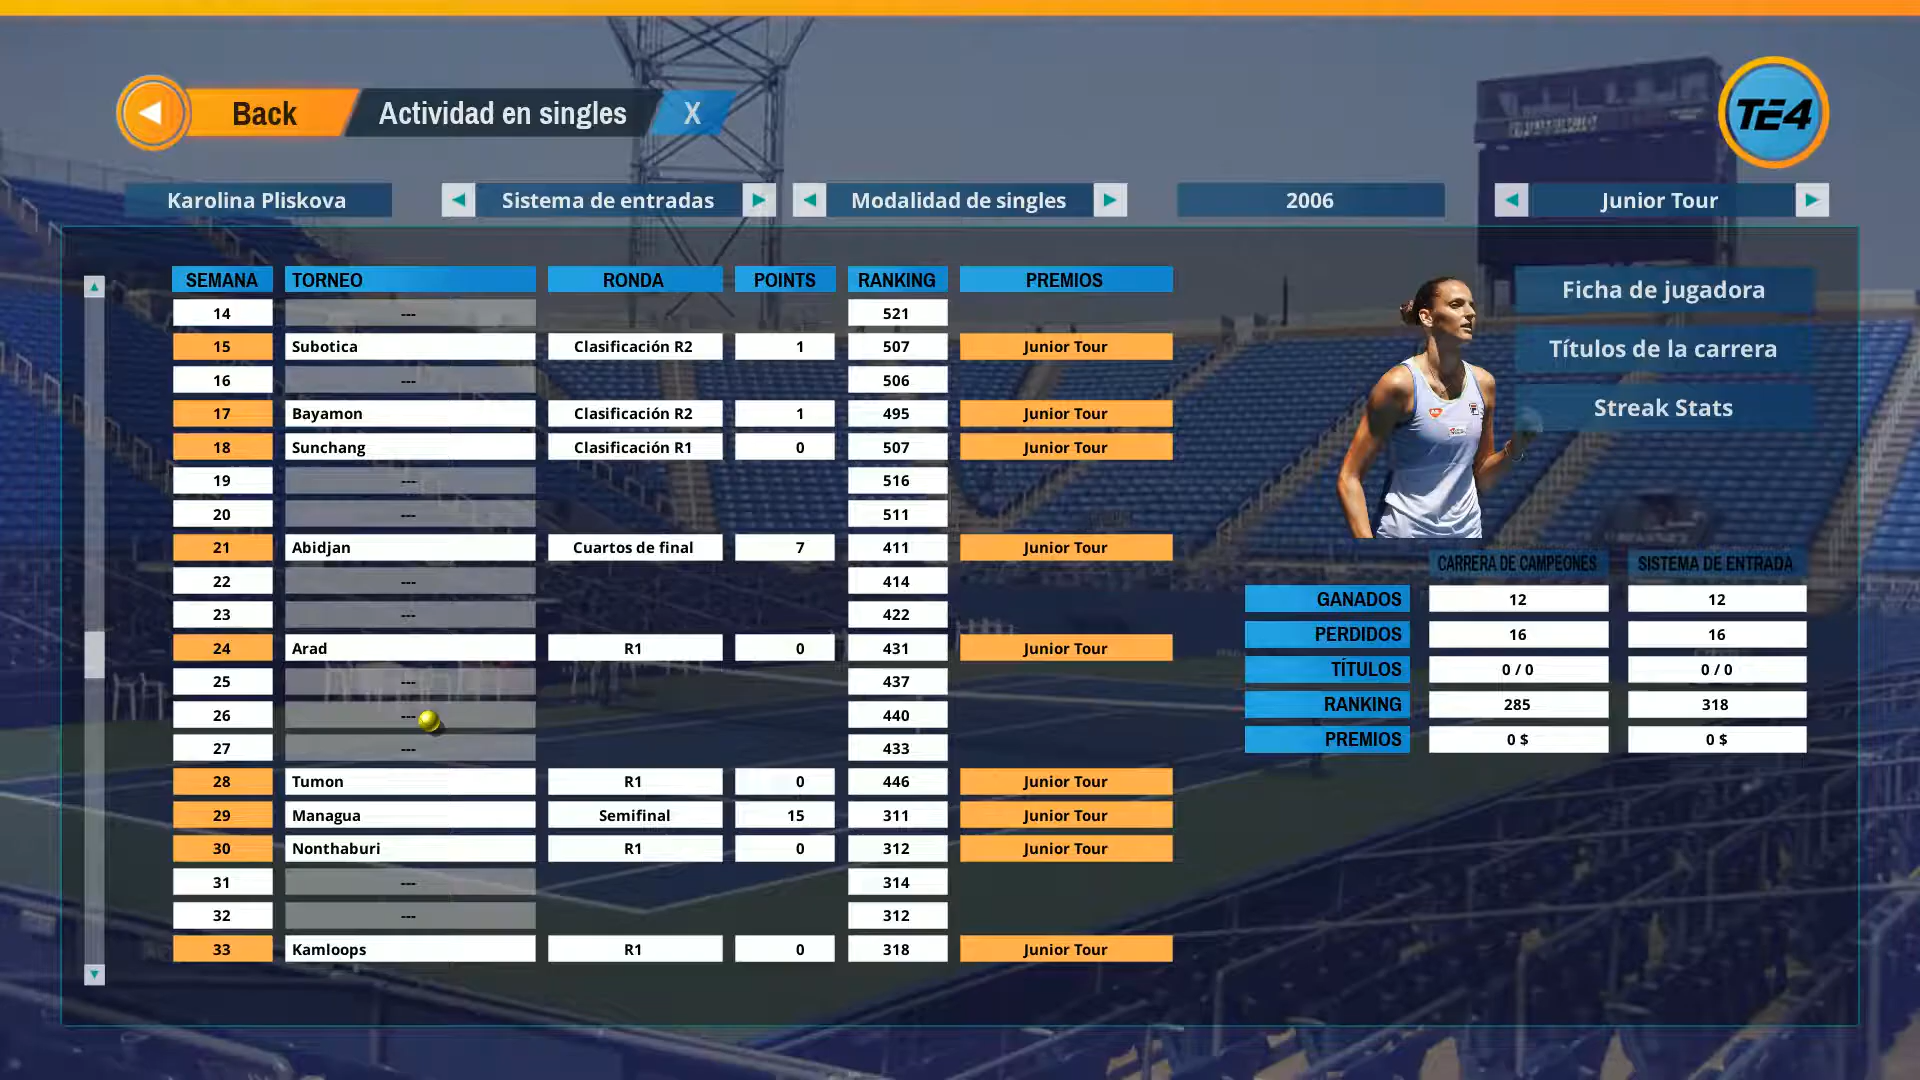 Back
Actividad en singles
X
TE4
Karolina Pliskova
Sistema de entradas
Modalidad de singles
2006
Junior Tour
SEMANA TORNEO RONDA POINTS RANKING PREMIOS
14 --- 521
15 Subotica Clasificación R2 1 507 Junior Tour
16 --- 506
17 Bayamon Clasificación R2 1 495 Junior Tour
18 Sunchang Clasificación R1 0 507 Junior Tour
19 --- 516
20 --- 511
21 Abidjan Cuartos de final 7 411 Junior Tour
22 --- 414
23 --- 422
24 Arad R1 0 431 Junior Tour
25 --- 437
26 --- 440
27 --- 433
28 Tumon R1 0 446 Junior Tour
29 Managua Semifinal 15 311 Junior Tour
30 Nonthaburi R1 0 312 Junior Tour
31 --- 314
32 --- 312
33 Kamloops R1 0 318 Junior Tour
Ficha de jugadora
Títulos de la carrera
Streak Stats
CARRERA DE CAMPEONES SISTEMA DE ENTRADA
GANADOS 12 12
PERDIDOS 16 16
TÍTULOS 0 / 0 0 / 0
RANKING 285 318
PREMIOS 0 $ 0 $